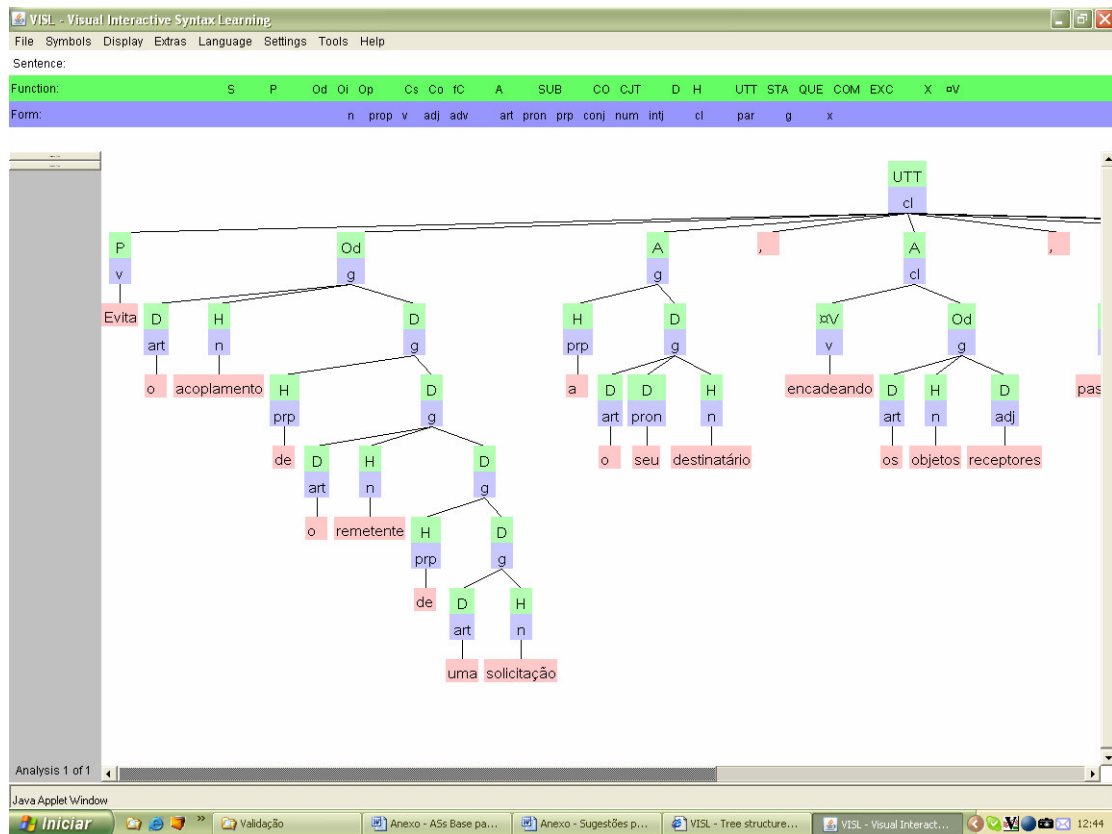 VISL - Visual Interactive Syntax Learning
File Symbols Display Extras Language Settings Tools Help
Sentence:
Function: S P Od Oi Op Cs Co fC A SUB CO CJT D H UTT STA QUE COM EXC X ¤V
Form: n prop v adj adv art pron prp conj num intj cl par g x
UTT
cl
P Od A , A ,
v g g cl
Evita D H D H D ¤V Od
art n g prp g v g
o acoplamento H D a D D H encadeando D H D pas
prp g art pron n art n adj
de D H D o seu destinatário os objetos receptores
art n g
o remetente H D
prp g
de D H
art n
uma solicitação
Analysis 1 of 1
Java Applet Window
Iniciar » Validação Anexo - ASs Base pa... Anexo - Sugestões p... VISL - Tree structure... VISL - Visual Interact... 12:44